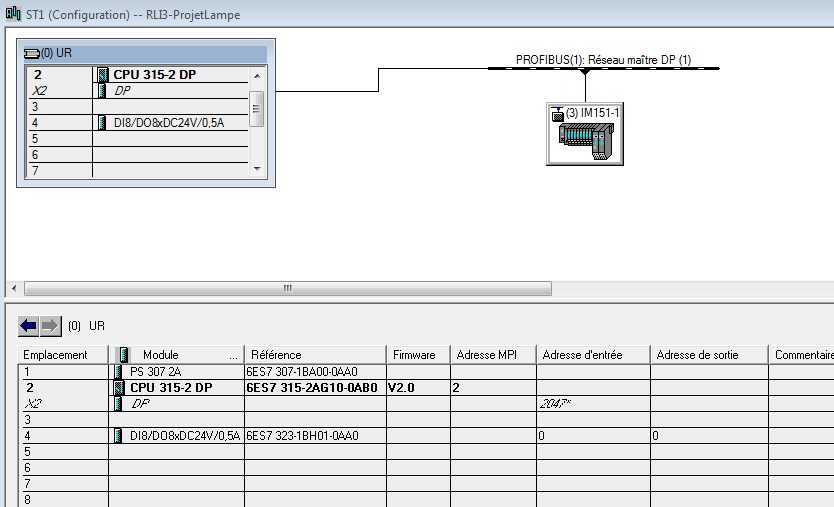 ST1 (Configuration) -- RLI3-ProjetLampe
(0) UR
2 CPU 315-2 DP
X2 DP
3
4 DI8/DO8xDC24V/0,5A
5
6
7
PROFIBUS(1): Réseau maître DP (1)
(3) IM151-1
(0) UR
Emplacement Module ... Référence Firmware Adresse MPI Adresse d'entrée Adresse de sortie Commentaire
1 PS 307 2A 6ES7 307-1BA00-0AA0
2 CPU 315-2 DP 6ES7 315-2AG10-0AB0 V2.0 2
X2 DP 2047*
3
4 DI8/DO8xDC24V/0,5A 6ES7 323-1BH01-0AA0 0 0
5
6
7
8